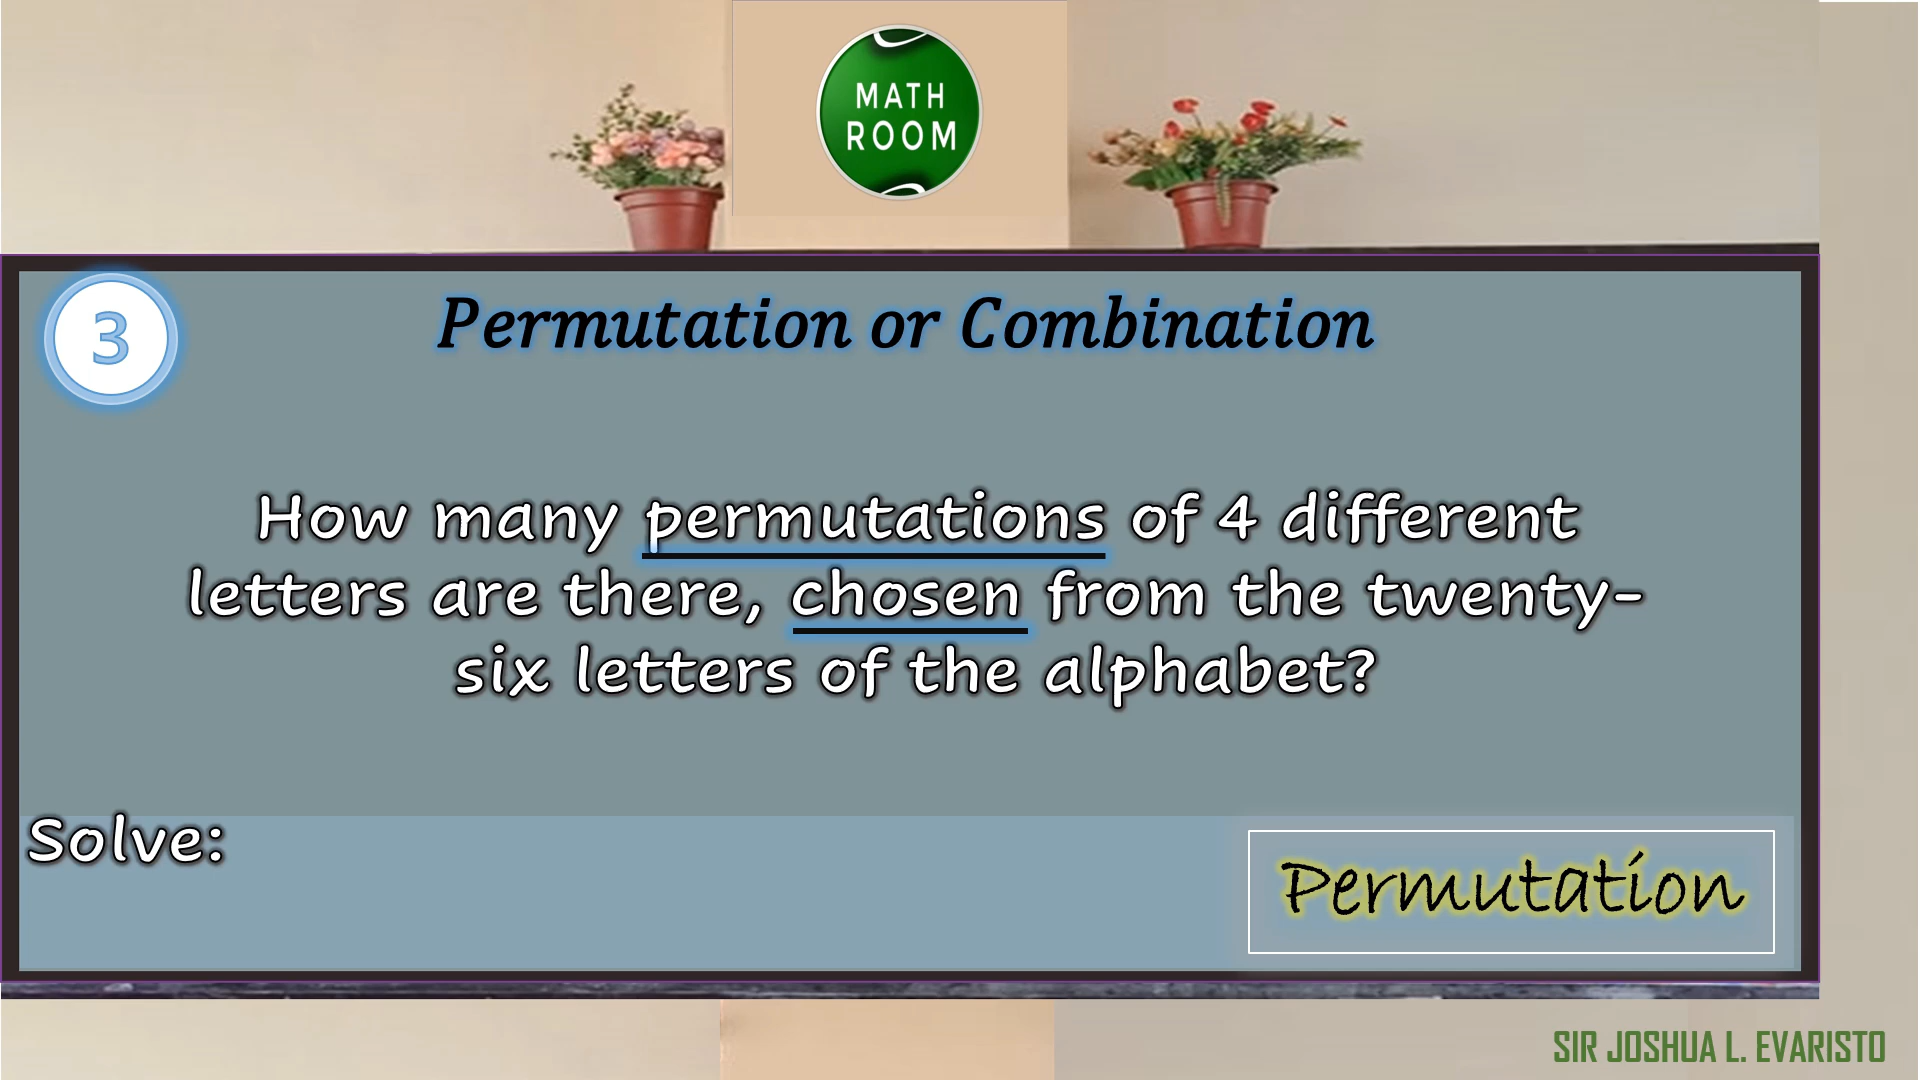 MATH
ROOM
3
Permutation or Combination
How many permutations of 4 different
letters are there, chosen from the twenty-
six letters of the alphabet?
Solve:
Permutation
SIR JOSHUA L. EVARISTO